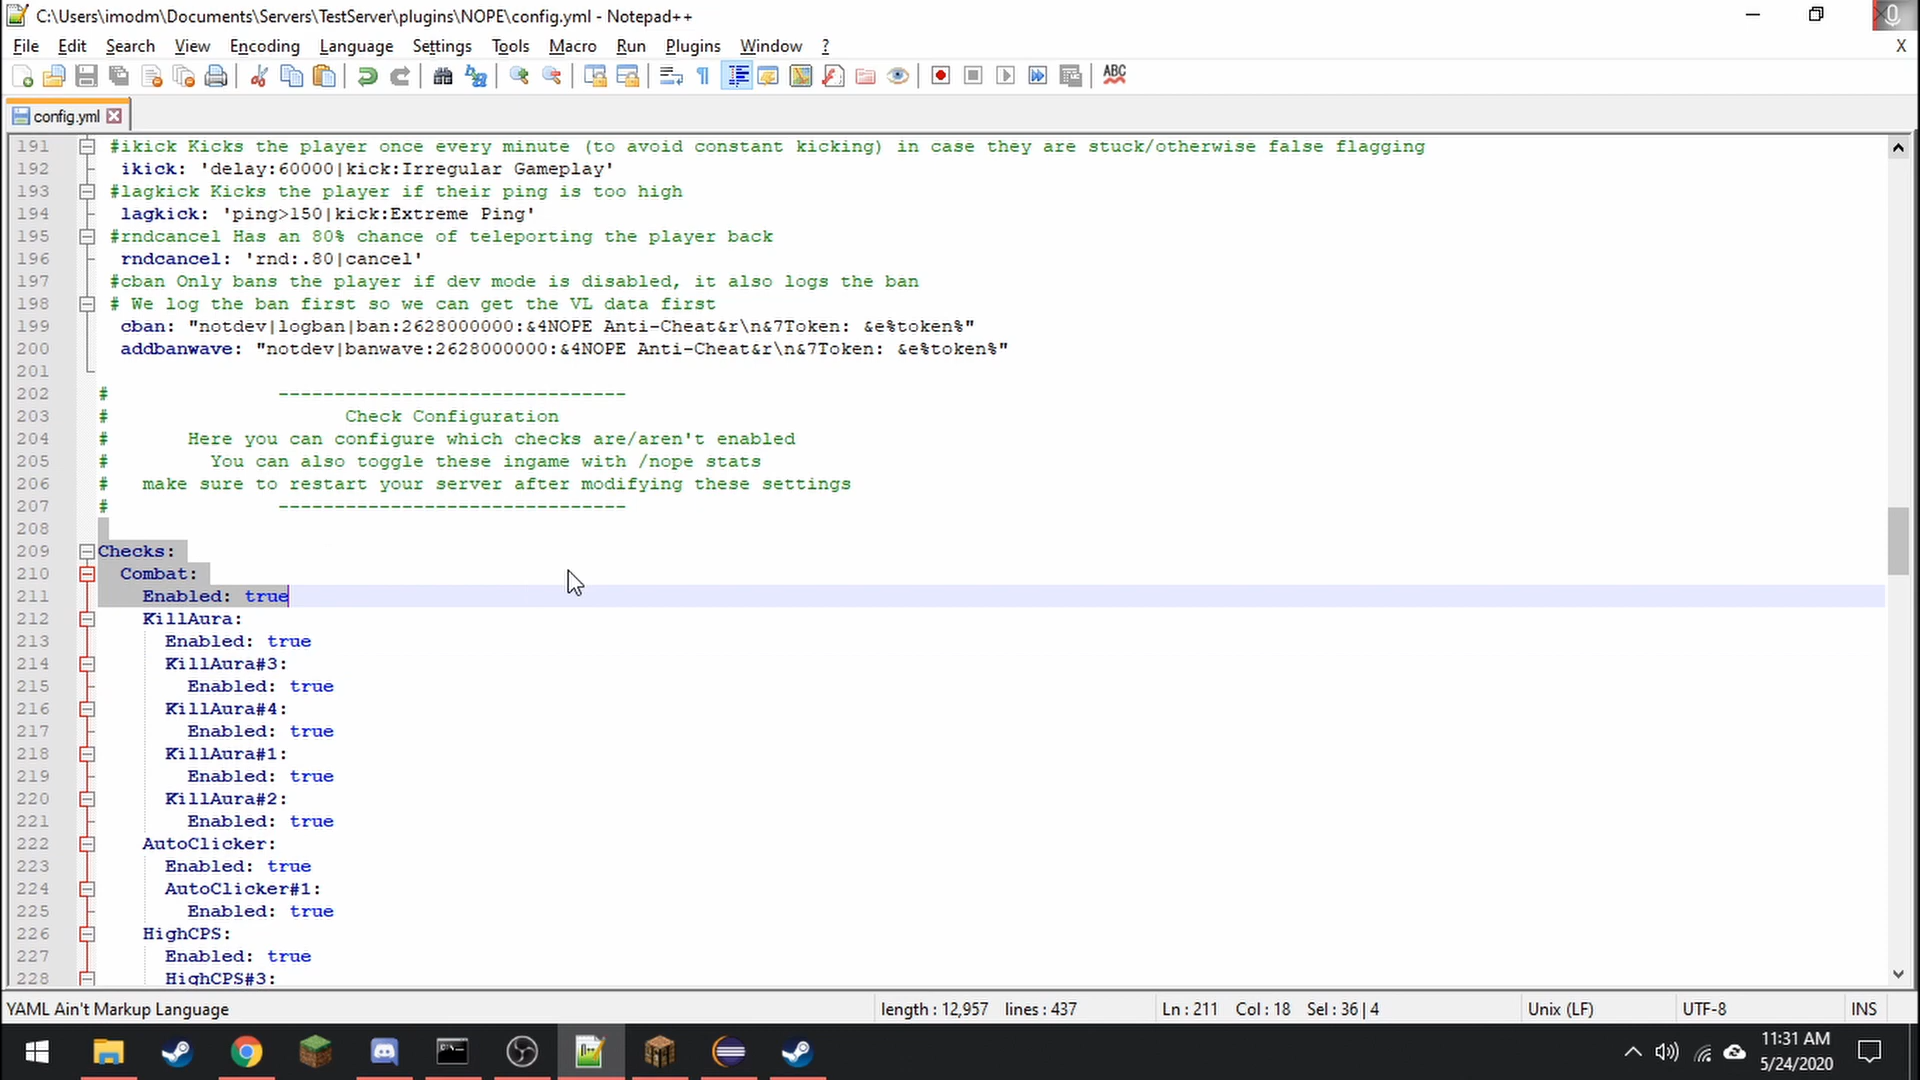 C:\Users\imodm\Documents\Servers\TestServer\plugins\NOPE\config.yml - Notepad++
File Edit Search View Encoding Language Settings Tools Macro Run Plugins Window ? X
ABC
config.yml
191 #ikick Kicks the player once every minute (to avoid constant kicking) in case they are stuck/otherwise false flagging
192 ikick: 'delay:60000|kick:Irregular Gameplay'
193 #lagkick Kicks the player if their ping is too high
194 lagkick: 'ping>150|kick:Extreme Ping'
195 #rndcancel Has an 80% chance of teleporting the player back
196 rndcancel: 'rnd:.80|cancel'
197 #cban Only bans the player if dev mode is disabled, it also logs the ban
198 # We log the ban first so we can get the VL data first
199 cban: "notdev|logban|ban:2628000000:&4NOPE Anti-Cheat&r\n&7Token: &e%token%"
200 addbanwave: "notdev|banwave:2628000000:&4NOPE Anti-Cheat&r\n&7Token: &e%token%"
201
202 # -------------------------------
203 # Check Configuration
204 # Here you can configure which checks are/aren't enabled
205 # You can also toggle these ingame with /nope stats
206 # make sure to restart your server after modifying these settings
207 # -------------------------------
208
209 Checks:
210 Combat:
211 Enabled: true
212 KillAura:
213 Enabled: true
214 KillAura#3:
215 Enabled: true
216 KillAura#4:
217 Enabled: true
218 KillAura#1:
219 Enabled: true
220 KillAura#2:
221 Enabled: true
222 AutoClicker:
223 Enabled: true
224 AutoClicker#1:
225 Enabled: true
226 HighCPS:
227 Enabled: true
228 HighCPS#3:
YAML Ain't Markup Language length : 12,957 lines : 437 Ln : 211 Col : 18 Sel : 36 | 4 Unix (LF) UTF-8 INS
11:31 AM
5/24/2020